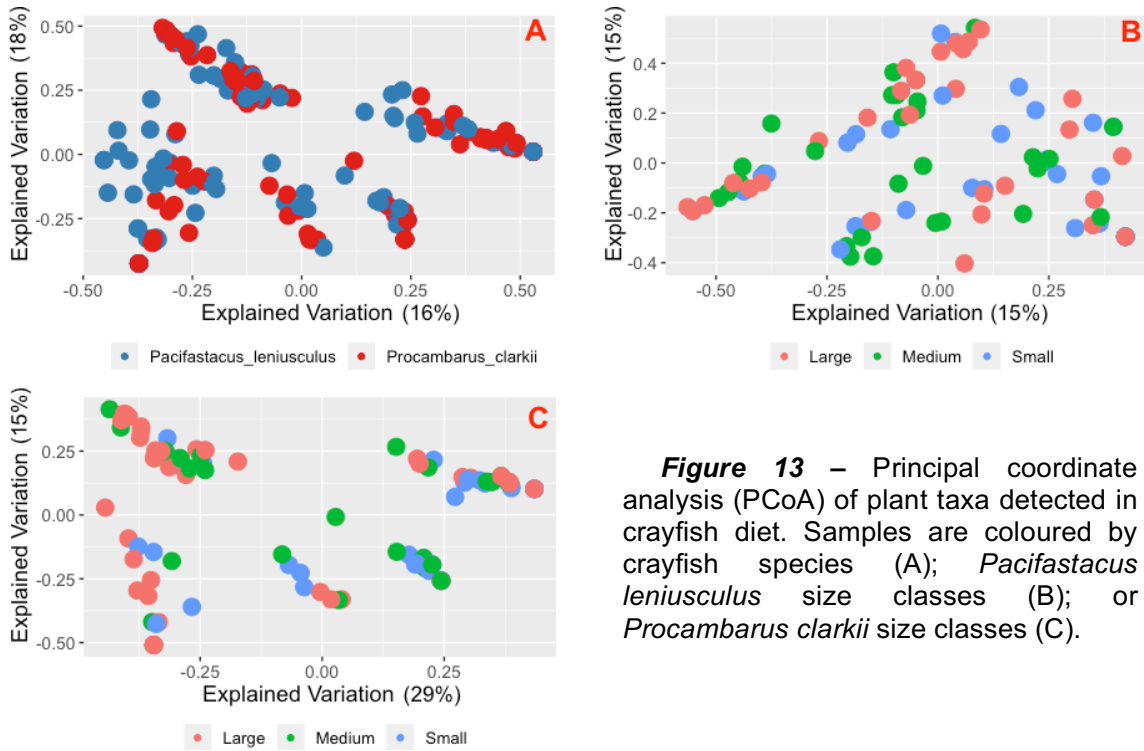 A
Explained Variation (18%)
0.50
0.25
0.00
-0.25
-0.50
-0.25
0.00
0.25
0.50
Explained Variation (16%)
Pacifastacus_leniusculus
Procambarus_clarkii
B
Explained Variation (15%)
0.4
0.2
0.0
-0.2
-0.4
-0.50
-0.25
0.00
0.25
Explained Variation (15%)
Large
Medium
Small
C
Explained Variation (15%)
0.25
0.00
-0.25
-0.50
-0.25
0.00
0.25
Explained Variation (29%)
Large
Medium
Small
Figure 13 – Principal coordinate
analysis (PCoA) of plant taxa detected in
crayfish diet. Samples are coloured by
crayfish species (A); Pacifastacus
leniusculus size classes (B); or
Procambarus clarkii size classes (C).